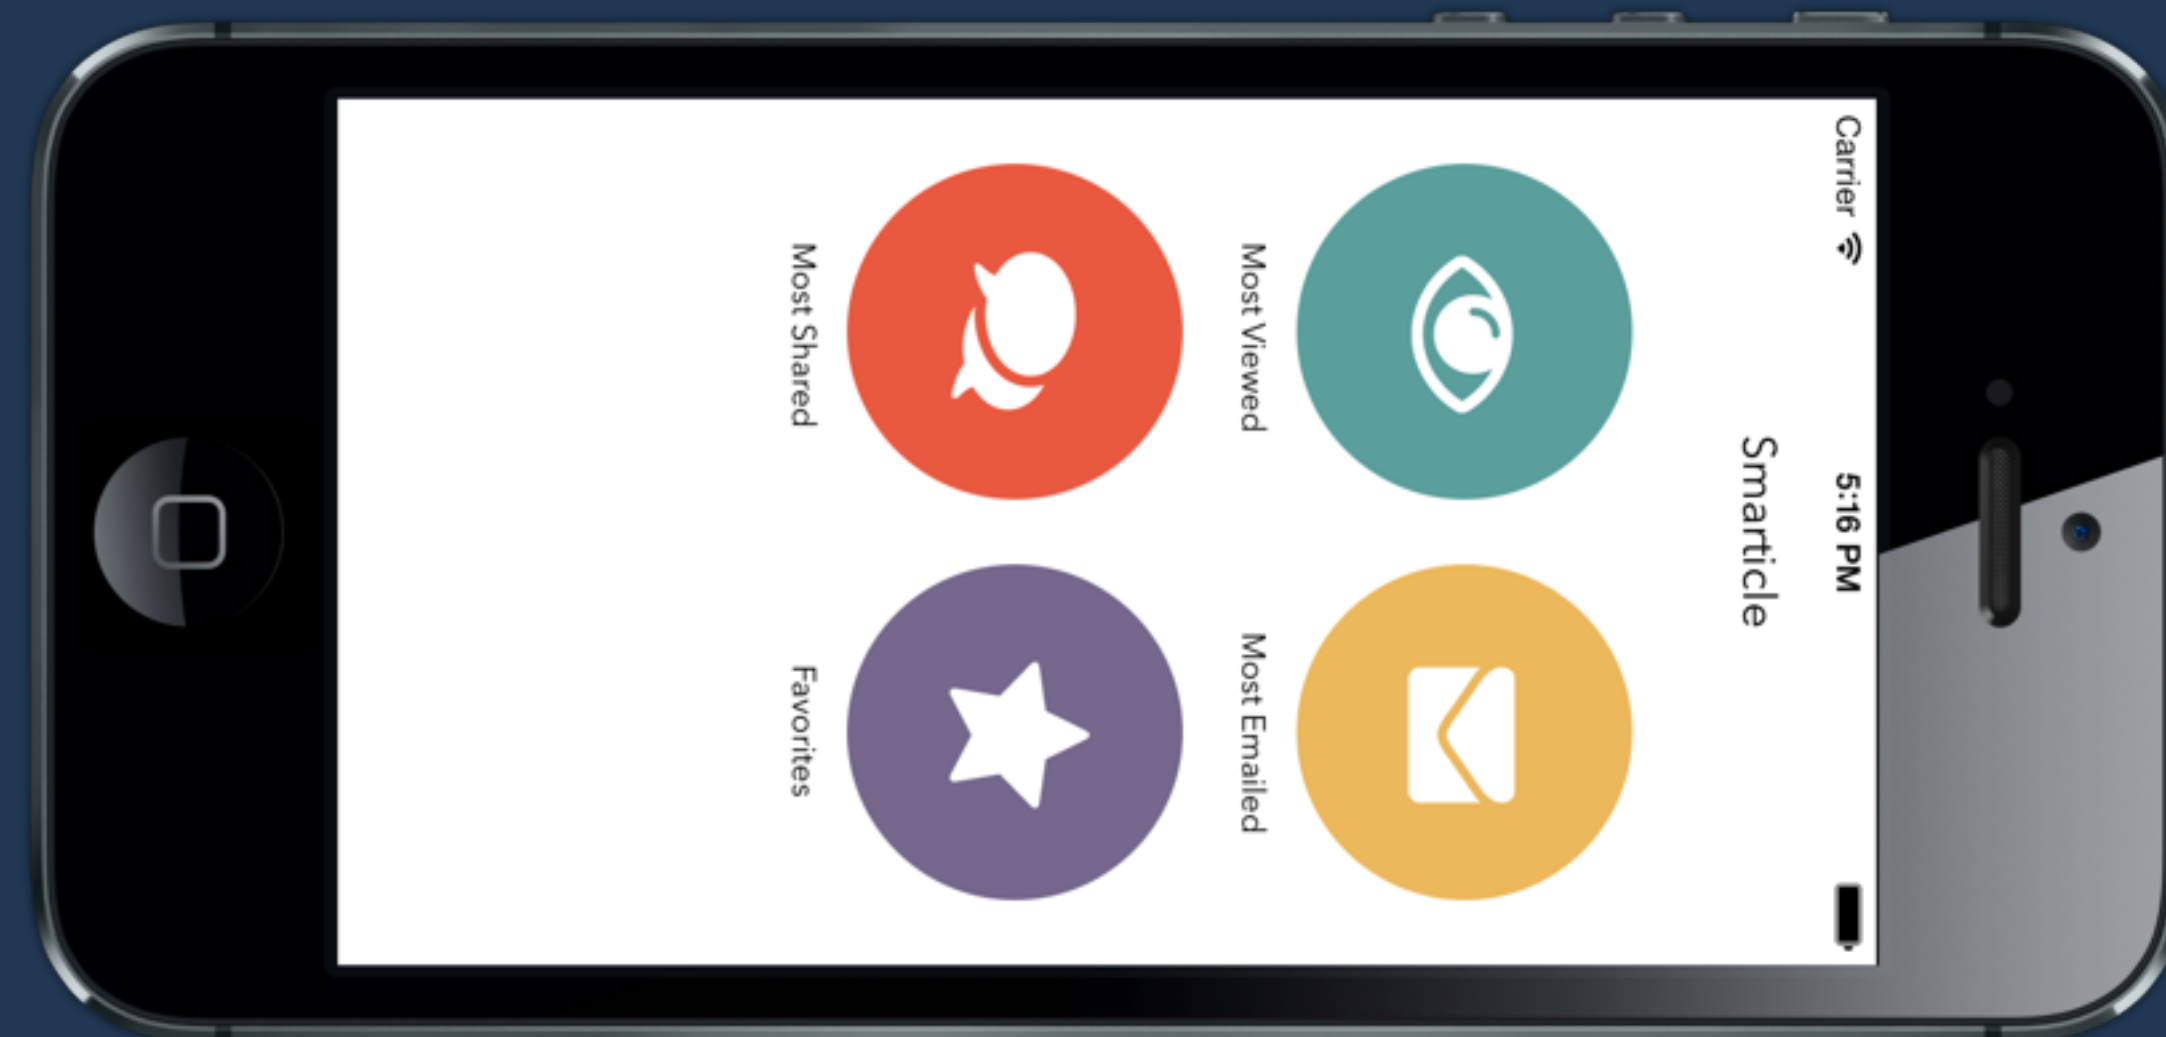 Carrier 5:16 PM
Smarticle
Most Viewed Most Emailed
Most Shared Favorites